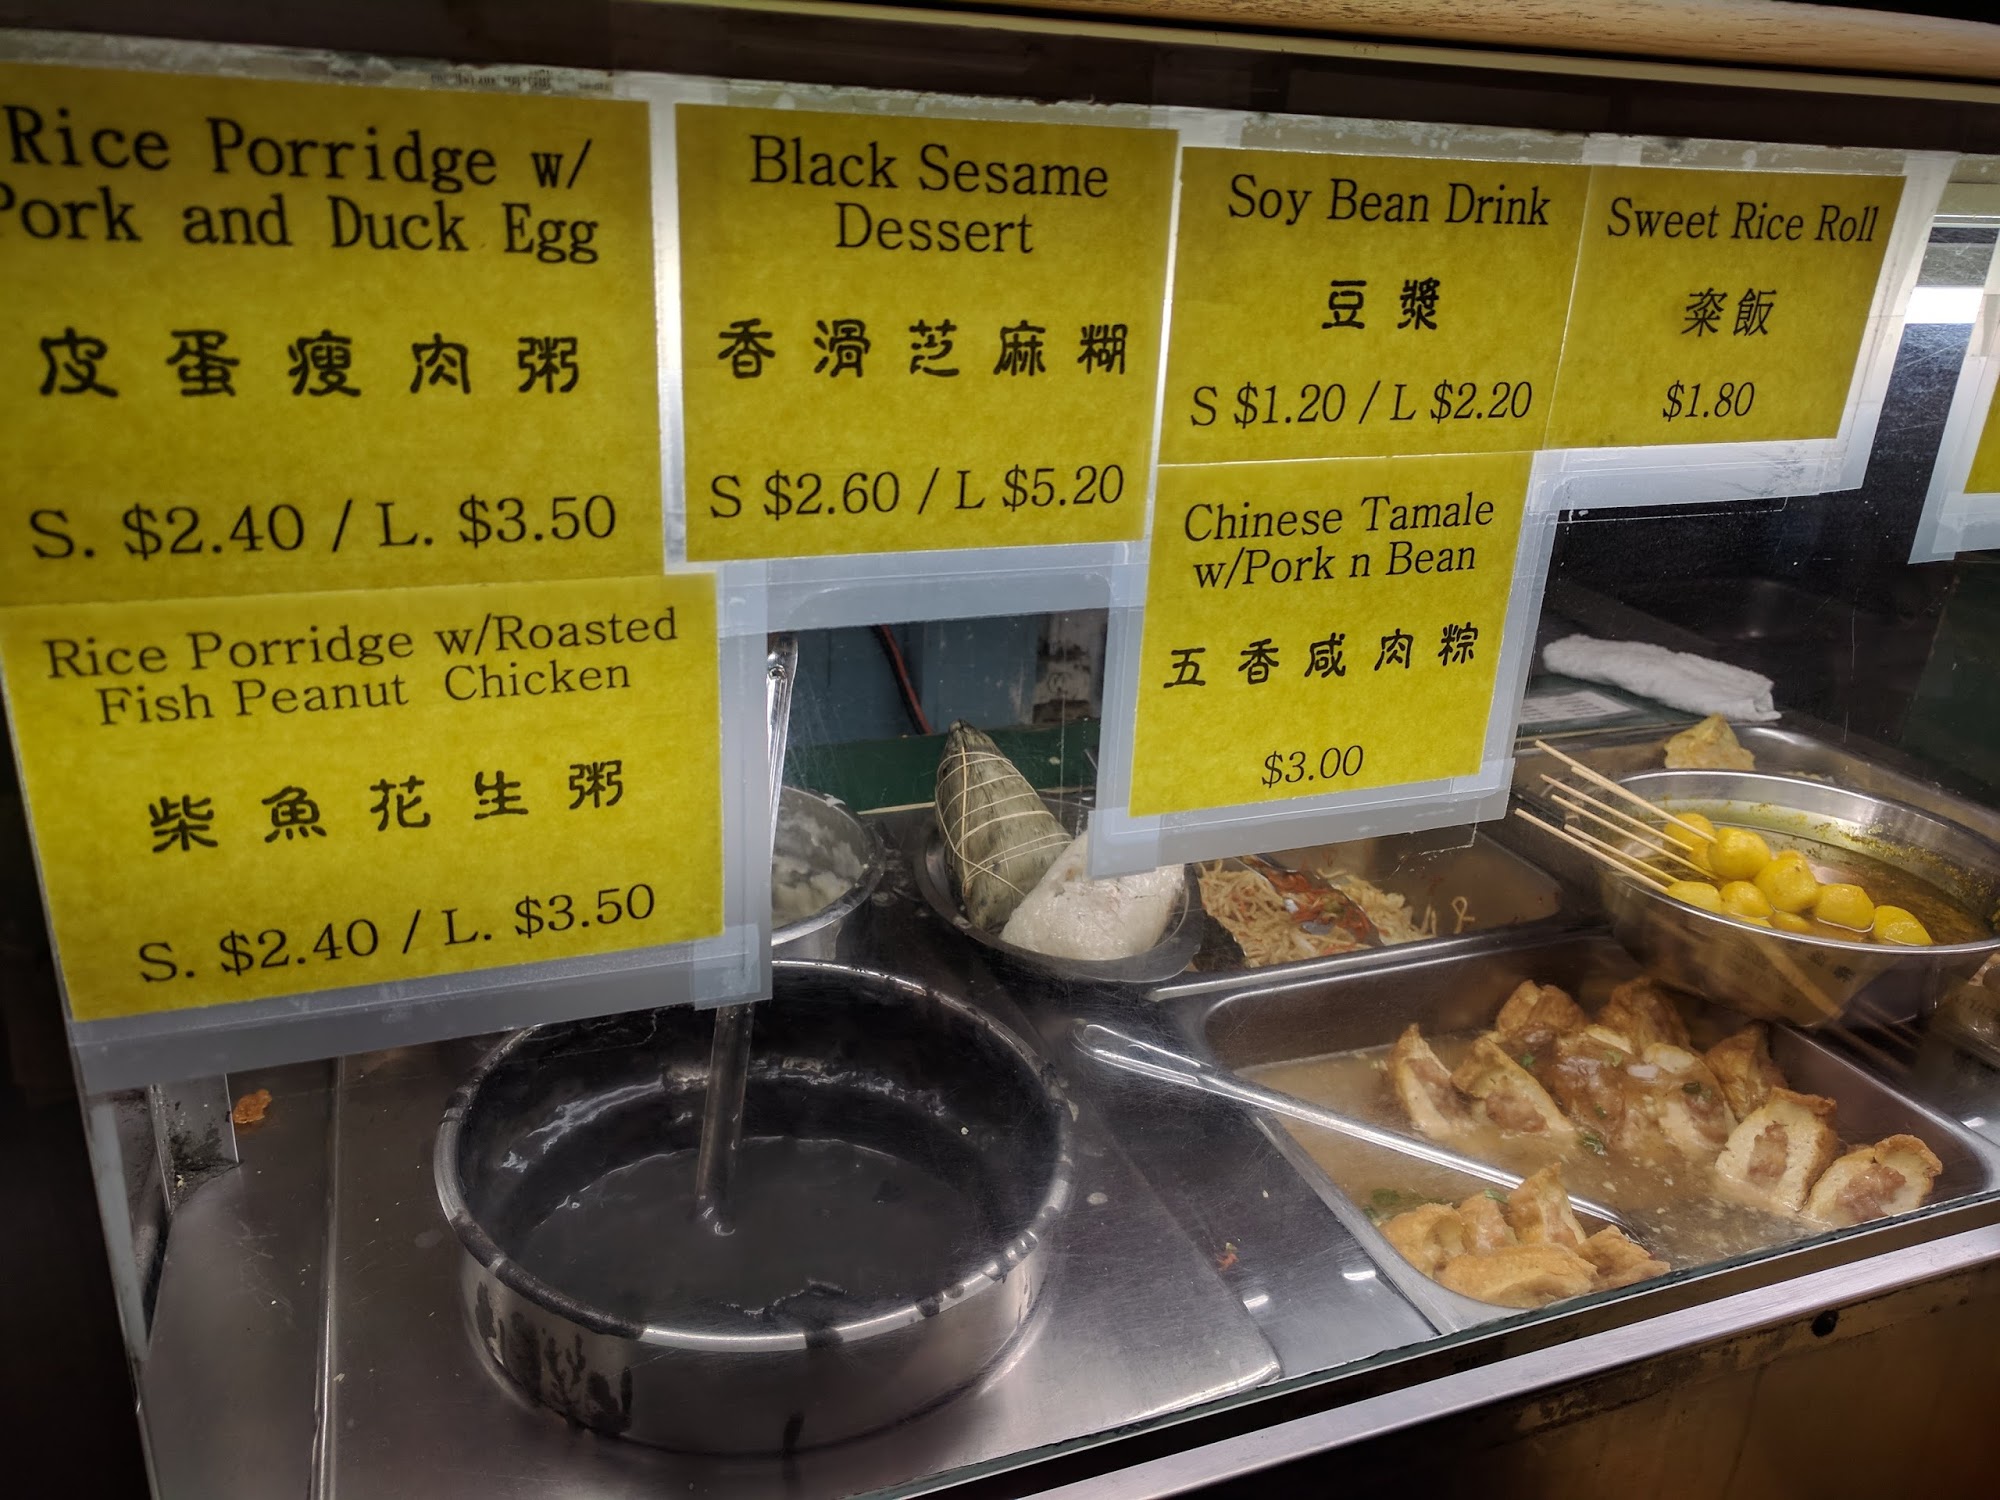 Rice Porridge w/
Pork and Duck Egg
皮蛋瘦肉粥
S. $2.40 / L. $3.50
Rice Porridge w/Roasted
Fish Peanut Chicken
柴魚花生粥
S. $2.40 / L. $3.50
Black Sesame
Dessert
香滑芝麻糊
S $2.60 / L $5.20
Soy Bean Drink
豆漿
S $1.20 / L $2.20
Sweet Rice Roll
粢飯
$1.80
Chinese Tamale
w/Pork n Bean
五香咸肉粽
$3.00